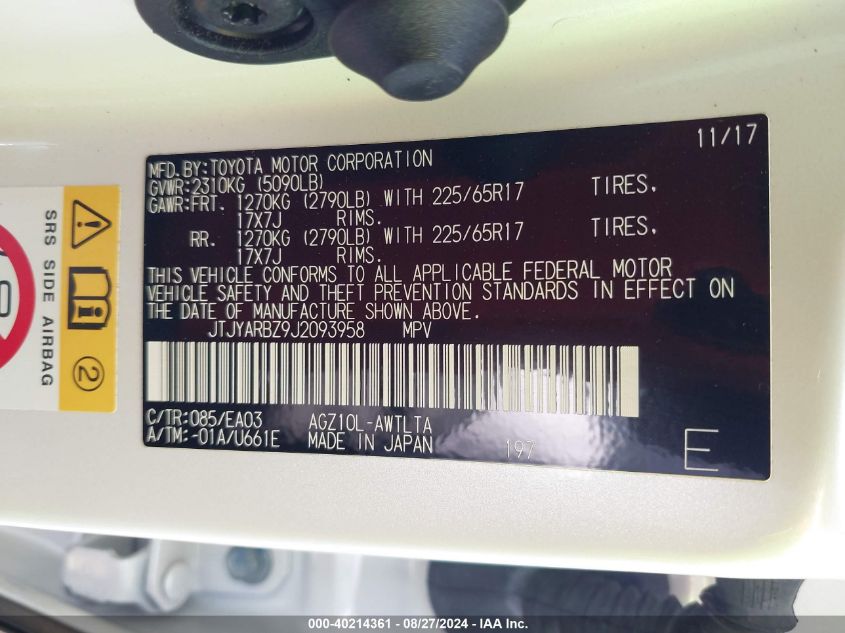 11/17
MFD.BY:TOYOTA MOTOR CORPORATION
GVWR:2310KG (5090LB)
GAWR:FRT. 1270KG (2790LB) WITH 225/65R17 TIRES,
17X7J RIMS.
RR. 1270KG (2790LB) WITH 225/65R17 TIRES,
17X7J RIMS.
THIS VEHICLE CONFORMS TO ALL APPLICABLE FEDERAL MOTOR
VEHICLE SAFETY AND THEFT PREVENTION STANDARDS IN EFFECT ON
THE DATE OF MANUFACTURE SHOWN ABOVE.
JTJYARBZ9J2093958 MPV
C/TR:085/EA03 AGZ10L-AWTLTA
A/TM:-01A/U661E MADE IN JAPAN 197 E
SRS SIDE AIRBAG
2
000-40214361 - 08/27/2024 - IAA Inc.